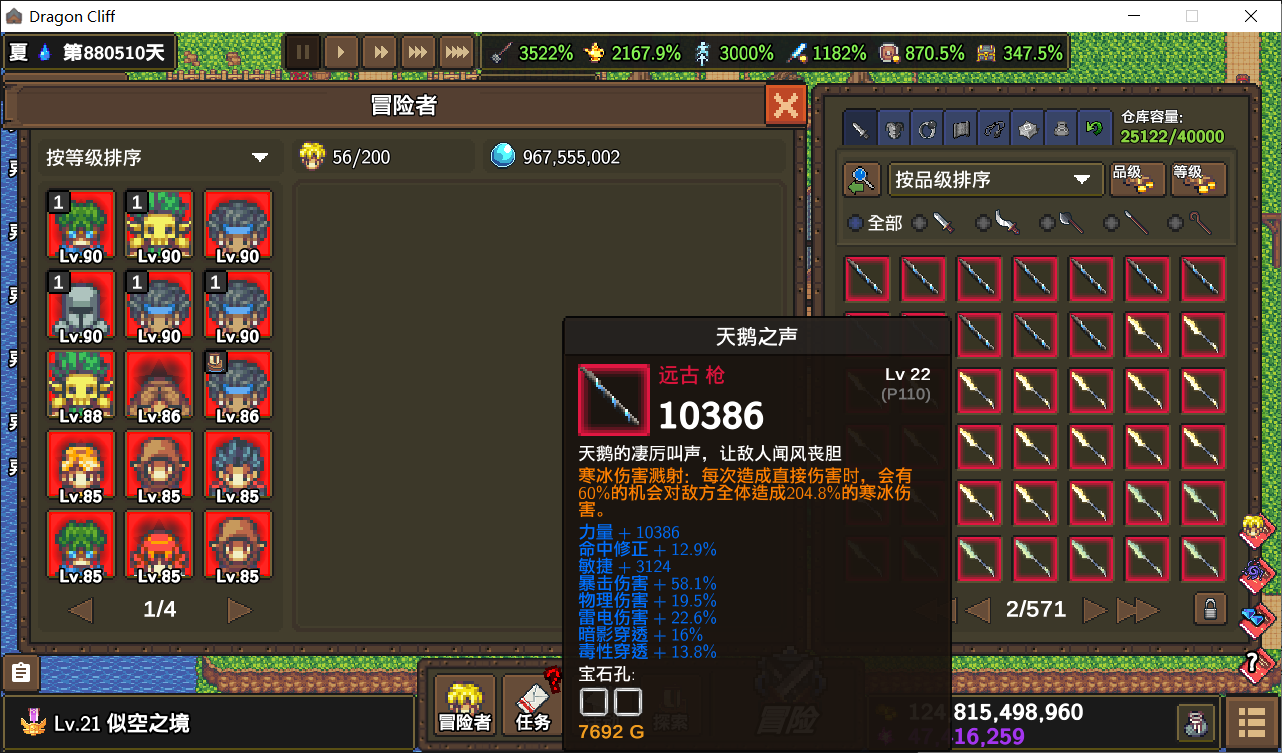 Dragon Cliff
夏 第880510天
3522% 2167.9% 3000% 1182% 870.5% 347.5%
冒险者
按等级排序
56/200
967,555,002
1 Lv.90 1 Lv.90 Lv.90
1 Lv.90 1 Lv.90 1 Lv.90
Lv.88 Lv.86 Lv.86
Lv.85 Lv.85 Lv.85
Lv.85 Lv.85 Lv.85
1/4
仓库容量:
25122/40000
按品级排序
品级
等级
全部
2/571
天鹅之声
远古 枪
Lv 22
10386
(P110)
天鹅的凄厉叫声，让敌人闻风丧胆
寒冰伤害溅射：每次造成直接伤害时，会有
60%的机会对敌方全体造成204.8%的寒冰伤
害。
力量 + 10386
命中修正 + 12.9%
敏捷 + 3124
暴击伤害 + 58.1%
物理伤害 + 19.5%
雷电伤害 + 22.6%
暗影穿透 + 16%
毒性穿透 + 13.8%
宝石孔:
7692 G
Lv.21 似空之境
冒险者
任务
探索
冒险
124,815,498,960
16,259
?